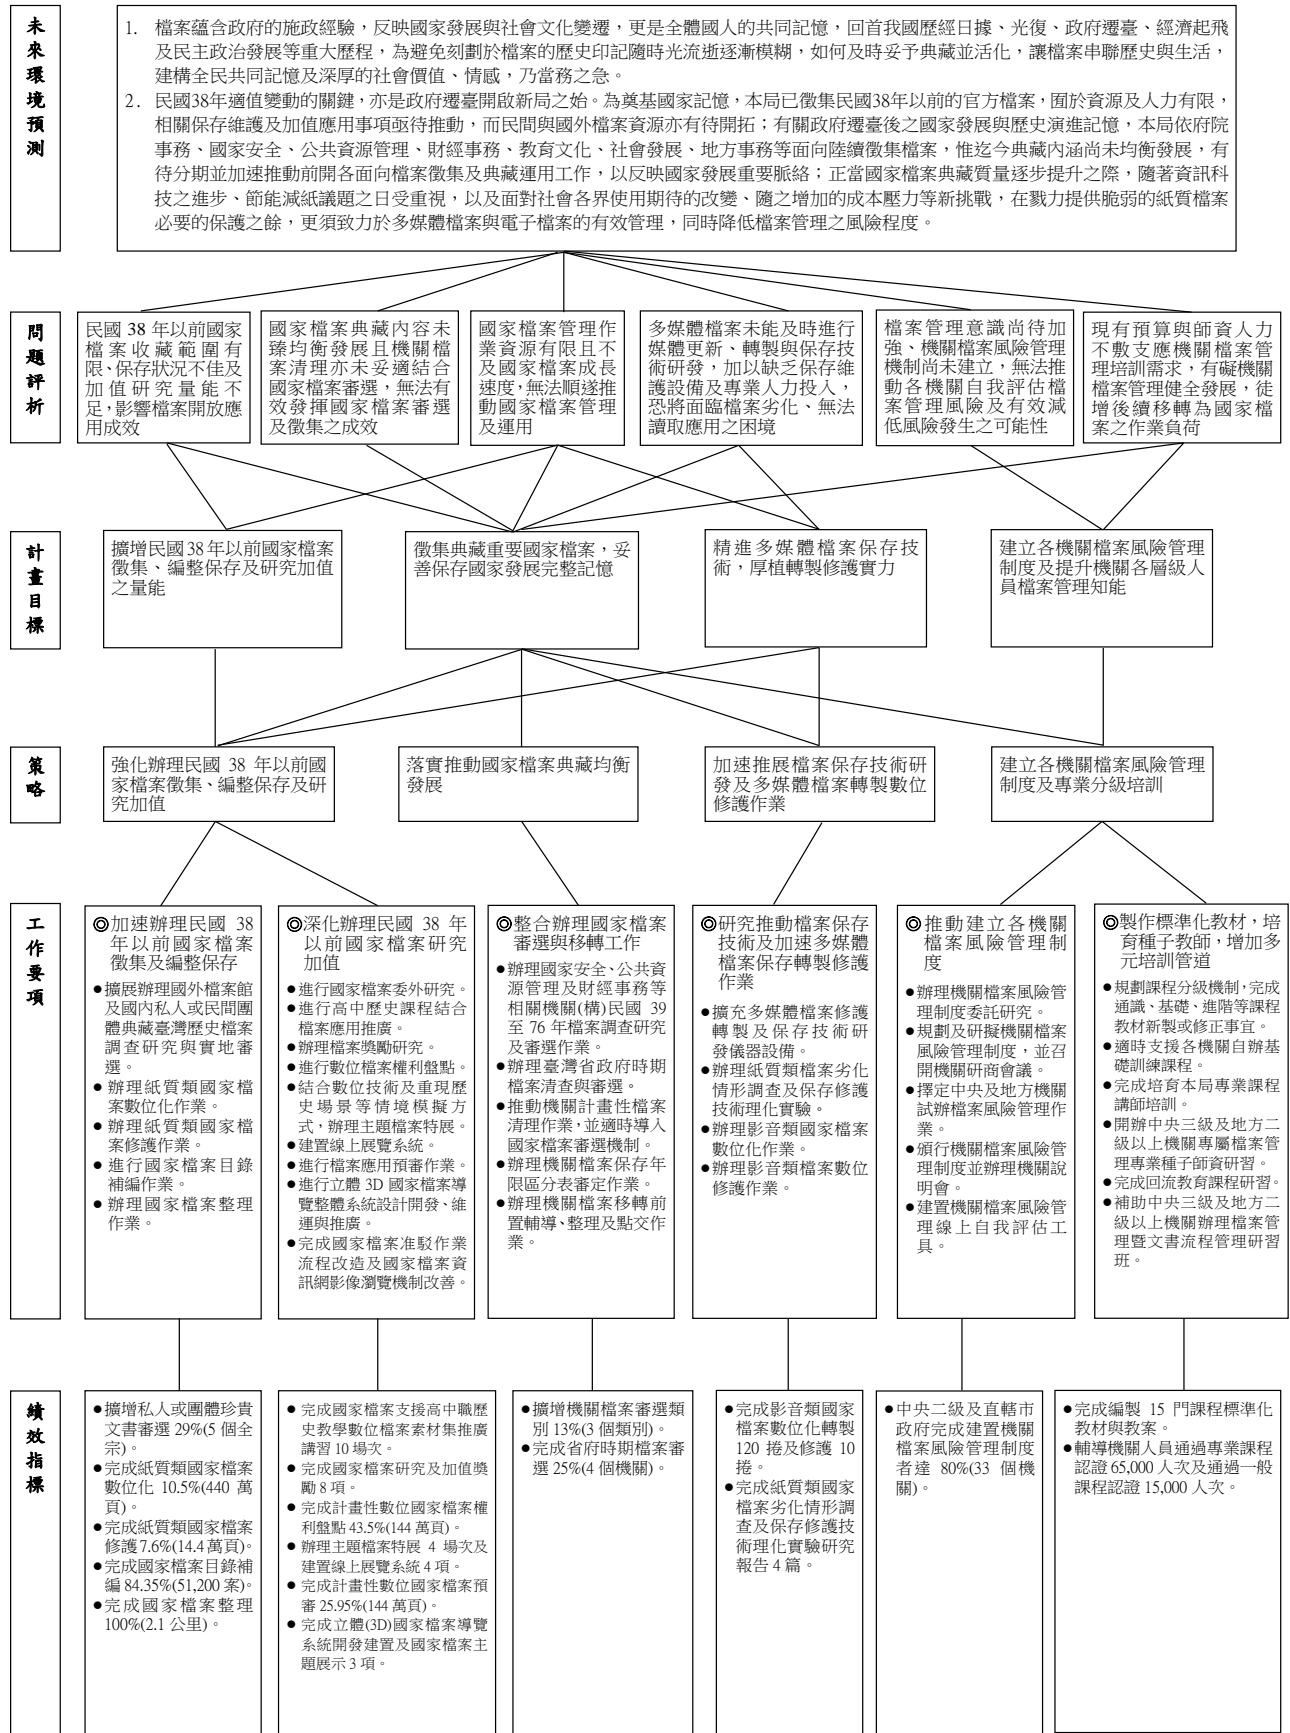 未來環境預測
1. 檔案蘊含政府的施政經驗，反映國家發展與社會文化變遷，更是全體國人的共同記憶，回首我國歷經日據、光復、政府遷臺、經濟起飛
及民主政治發展等重大歷程，為避免刻劃於檔案的歷史印記隨時光流逝逐漸模糊，如何及時妥予典藏並活化，讓檔案串聯歷史與生活，
建構全民共同記憶及深厚的社會價值、情感，乃當務之急。
2. 民國38年適值變動的關鍵，亦是政府遷臺開啟新局之始。為奠基國家記憶，本局已徵集民國38年以前的官方檔案，囿於資源及人力有限，
相關保存維護及加值應用事項亟待推動，而民間與國外檔案資源亦有待開拓；有關政府遷臺後之國家發展與歷史演進記憶，本局依府院
事務、國家安全、公共資源管理、財經事務、教育文化、社會發展、地方事務等面向陸續徵集檔案，惟迄今典藏內涵尚未均衡發展，有
待分期並加速推動前開各面向檔案徵集及典藏運用工作，以反映國家發展重要脈絡；正當國家檔案典藏質量逐步提升之際，隨著資訊科
技之進步、節能減紙議題之日受重視，以及面對社會各界使用期待的改變、隨之增加的成本壓力等新挑戰，在戮力提供脆弱的紙質檔案
必要的保護之餘，更須致力於多媒體檔案與電子檔案的有效管理，同時降低檔案管理之風險程度。
問題評析
民國 38 年以前國家
檔案收藏範圍有
限、保存狀況不佳及
加值研究量能不
足，影響檔案開放應
用成效
國家檔案典藏內容未
臻均衡發展且機關檔
案清理亦未妥適結合
國家檔案審選，無法有
效發揮國家檔案審選
及徵集之成效
國家檔案管理作
業資源有限且不
及國家檔案成長
速度，無法順遂推
動國家檔案管理
及運用
多媒體檔案未能及時進行
媒體更新、轉製與保存技
術研發，加以缺乏保存維
護設備及專業人力投入，
恐將面臨檔案劣化、無法
讀取應用之困境
檔案管理意識尚待加
強、機關檔案風險管理
機制尚未建立，無法推
動各機關自我評估檔
案管理風險及有效減
低風險發生之可能性
現有預算與師資人力
不敷支應機關檔案管
理培訓需求，有礙機關
檔案管理健全發展，徒
增後續移轉為國家檔
案之作業負荷
計畫目標
擴增民國38年以前國家檔案
徵集、編整保存及研究加值
之量能
徵集典藏重要國家檔案，妥
善保存國家發展完整記憶
精進多媒體檔案保存技
術，厚植轉製修護實力
建立各機關檔案風險管理
制度及提升機關各層級人
員檔案管理知能
策略
強化辦理民國 38 年以前國
家檔案徵集、編整保存及研
究加值
落實推動國家檔案典藏均衡
發展
加速推展檔案保存技術研
發及多媒體檔案轉製數位
修護作業
建立各機關檔案風險管理
制度及專業分級培訓
工作要項
◎加速辦理民國 38
年以前國家檔案
徵集及編整保存
●擴展辦理國外檔案館
及國內私人或民間團
體典藏臺灣歷史檔案
調查研究與實地審
選。
●辦理紙質類國家檔
案數位化作業。
●辦理紙質類國家檔
案修護作業。
●進行國家檔案目錄
補編作業。
●辦理國家檔案整理
作業。
◎深化辦理民國 38 年
以前國家檔案研究
加值
●進行國家檔案委外研究。
●進行高中歷史課程結合
檔案應用推廣。
●辦理檔案獎勵研究。
●進行數位檔案權利盤點。
●結合數位技術及重現歷
史場景等情境模擬方
式，辦理主題檔案特展。
●建置線上展覽系統。
●進行檔案應用預審作業。
●進行立體 3D 國家檔案導
覽整體系統設計開發、維
運與推廣。
●完成國家檔案准駁作業
流程改造及國家檔案資
訊網影像瀏覽機制改善。
◎整合辦理國家檔案
審選與移轉工作
●辦理國家安全、公共資
源管理及財經事務等
相關機關(構)民國 39
至 76 年檔案調查研究
及審選作業。
●辦理臺灣省政府時期
檔案清查與審選。
●推動機關計畫性檔案
清理作業，並適時導入
國家檔案審選機制。
●辦理機關檔案保存年
限區分表審定作業。
●辦理機關檔案移轉前
置輔導、整理及點交作
業。
◎研究推動檔案保存
技術及加速多媒體
檔案保存轉製修護
作業
●擴充多媒體檔案修護
轉製及保存技術研
發儀器設備。
●辦理紙質類檔案劣化
情形調查及保存修護
技術理化實驗。
●辦理影音類國家檔案
數位化作業。
●辦理影音類檔案數位
修護作業。
◎推動建立各機關
檔案風險管理制
度
●辦理機關檔案風險管
理制度委託研究。
●規劃及研擬機關檔案
風險管理制度，並召
開機關研商會議。
●擇定中央及地方機關
試辦檔案風險管理作
業。
●頒行機關檔案風險管
理制度並辦理機關說
明會。
●建置機關檔案風險管
理線上自我評估工
具。
◎製作標準化教材，培
育種子教師，增加多
元培訓管道
●規劃課程分級機制，完成
通識、基礎、進階等課程
教材新製或修正事宜。
●適時支援各機關自辦基
礎訓練課程。
●完成培育本局專業課程
講師培訓。
●開辦中央三級及地方二
級以上機關專屬檔案管
理專業種子師資研習。
●完成回流教育課程研習。
●補助中央三級及地方二
級以上機關辦理檔案管
理暨文書流程管理研習
班。
績效指標
●擴增私人或團體珍貴
文書審選 29%(5 個全
宗)。
●完成紙質類國家檔案
數位化 10.5%(440 萬
頁)。
●完成紙質類國家檔案
修護7.6%(14.4萬頁)。
●完成國家檔案目錄補
編 84.35%(51,200 案)。
●完成國家檔案整理
100%(2.1 公里)。
●完成國家檔案支援高中職歷
史教學數位檔案素材集推廣
講習 10 場次。
●完成國家檔案研究及加值獎
勵 8 項。
●完成計畫性數位國家檔案權
利盤點 43.5%(144 萬頁)。
●辦理主題檔案特展 4 場次及
建置線上展覽系統 4 項。
●完成計畫性數位國家檔案預
審 25.95%(144 萬頁)。
●完成立體(3D)國家檔案導覽
系統開發建置及國家檔案主
題展示 3 項。
●擴增機關檔案審選類
別 13%(3 個類別)。
●完成省府時期檔案審
選 25%(4 個機關)。
●完成影音類國家
檔案數位化轉製
120 捲及修護 10
捲。
●完成紙質類國家
檔案劣化情形調
查及保存修護技
術理化實驗研究
報告 4 篇。
●中央二級及直轄市
政府完成建置機關
檔案風險管理制度
者達 80%(33 個機
關)。
●完成編製 15 門課程標準化
教材與教案。
●輔導機關人員通過專業課程
認證 65,000 人次及通過一般
課程認證 15,000 人次。